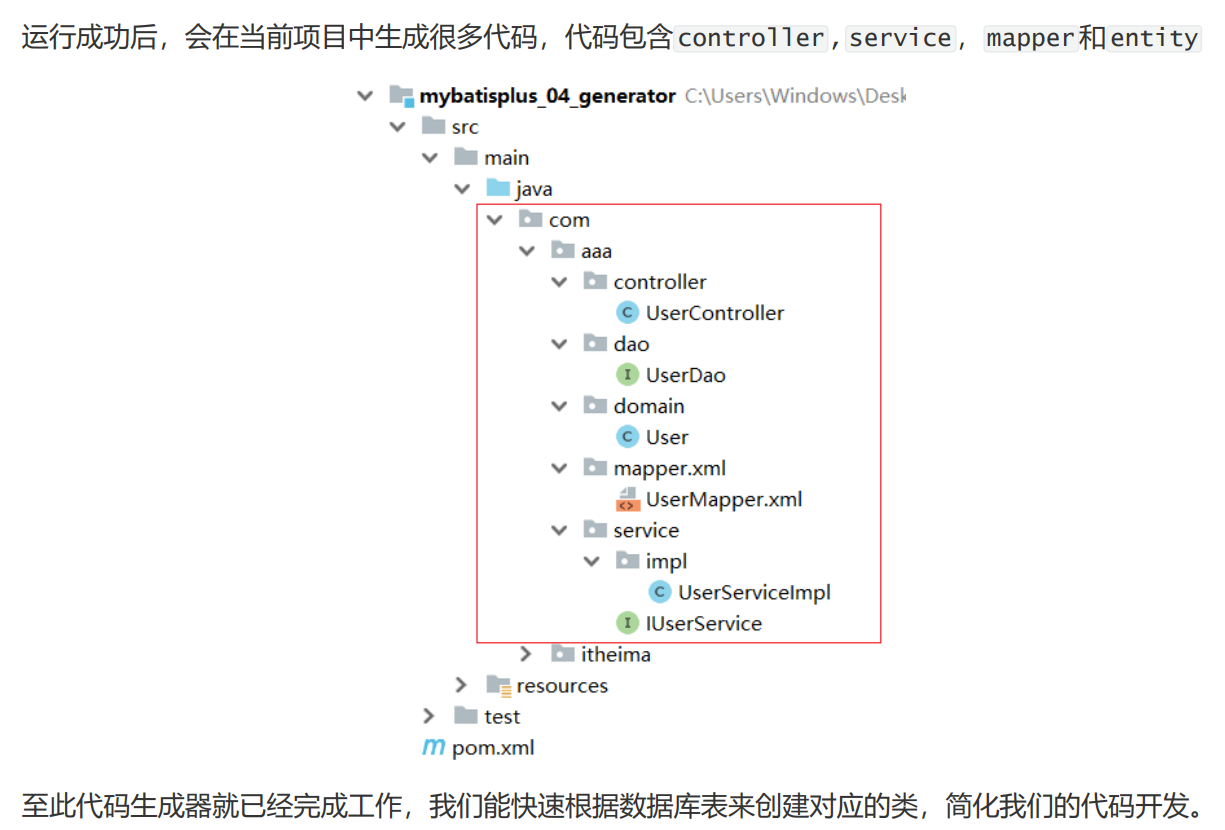 运行成功后，会在当前项目中生成很多代码，代码包含controller,service，mapper和entity
mybatisplus_04_generator C:\Users\Windows\Desk
src
main
java
com
aaa
controller
C UserController
dao
I UserDao
domain
C User
mapper.xml
UserMapper.xml
service
impl
C UserServiceImpl
I IUserService
itheima
resources
test
m pom.xml
至此代码生成器就已经完成工作，我们能快速根据数据库表来创建对应的类，简化我们的代码开发。